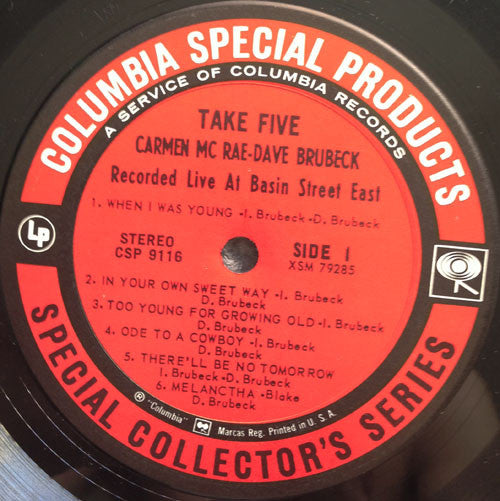 COLUMBIA SPECIAL PRODUCTS
A SERVICE OF COLUMBIA RECORDS
TAKE FIVE
CARMEN MC RAE-DAVE BRUBECK
Recorded Live At Basin Street East
1. WHEN I WAS YOUNG -I. Brubeck -D. Brubeck
STEREO
CSP 9116
SIDE 1
XSM 79285
LP
2. IN YOUR OWN SWEET WAY -I. Brubeck
D. Brubeck
3. TOO YOUNG FOR GROWING OLD -I. Brubeck
D. Brubeck
4. ODE TO A COWBOY -I. Brubeck
D. Brubeck
5. THERE'LL BE NO TOMORROW
I. Brubeck -D. Brubeck
6. MELANCTHA -Blake
D. Brubeck
® "Columbia" Marcas Reg. Printed in U. S. A.
SPECIAL COLLECTOR'S SERIES